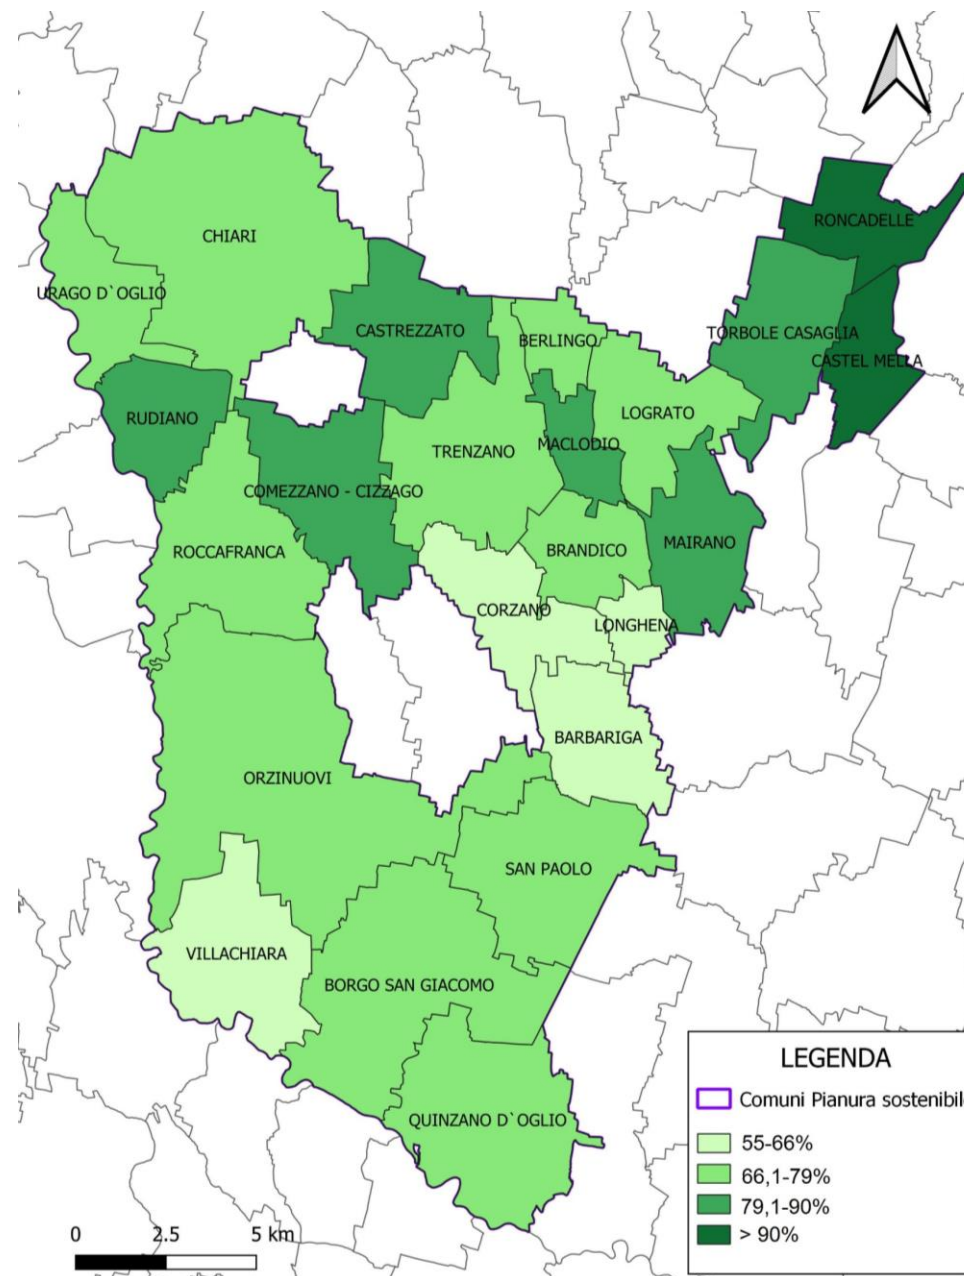 RONCADELLE
CHIARI
URAGO D`OGLIO
CASTREZZATO
TORBOLE CASAGLIA
BERLINGO
CASTEL MELLA
RUDIANO
LOGRATO
TRENZANO
MACLODIO
COMEZZANO - CIZZAGO
ROCCAFRANCA
BRANDICO
MAIRANO
CORZANO
LONGHENA
BARBARIGA
ORZINUOVI
SAN PAOLO
VILLACHIARA
BORGO SAN GIACOMO
QUINZANO D`OGLIO
LEGENDA
Comuni Pianura sostenibil
55-66%
66,1-79%
79,1-90%
> 90%
0 2.5 5 km